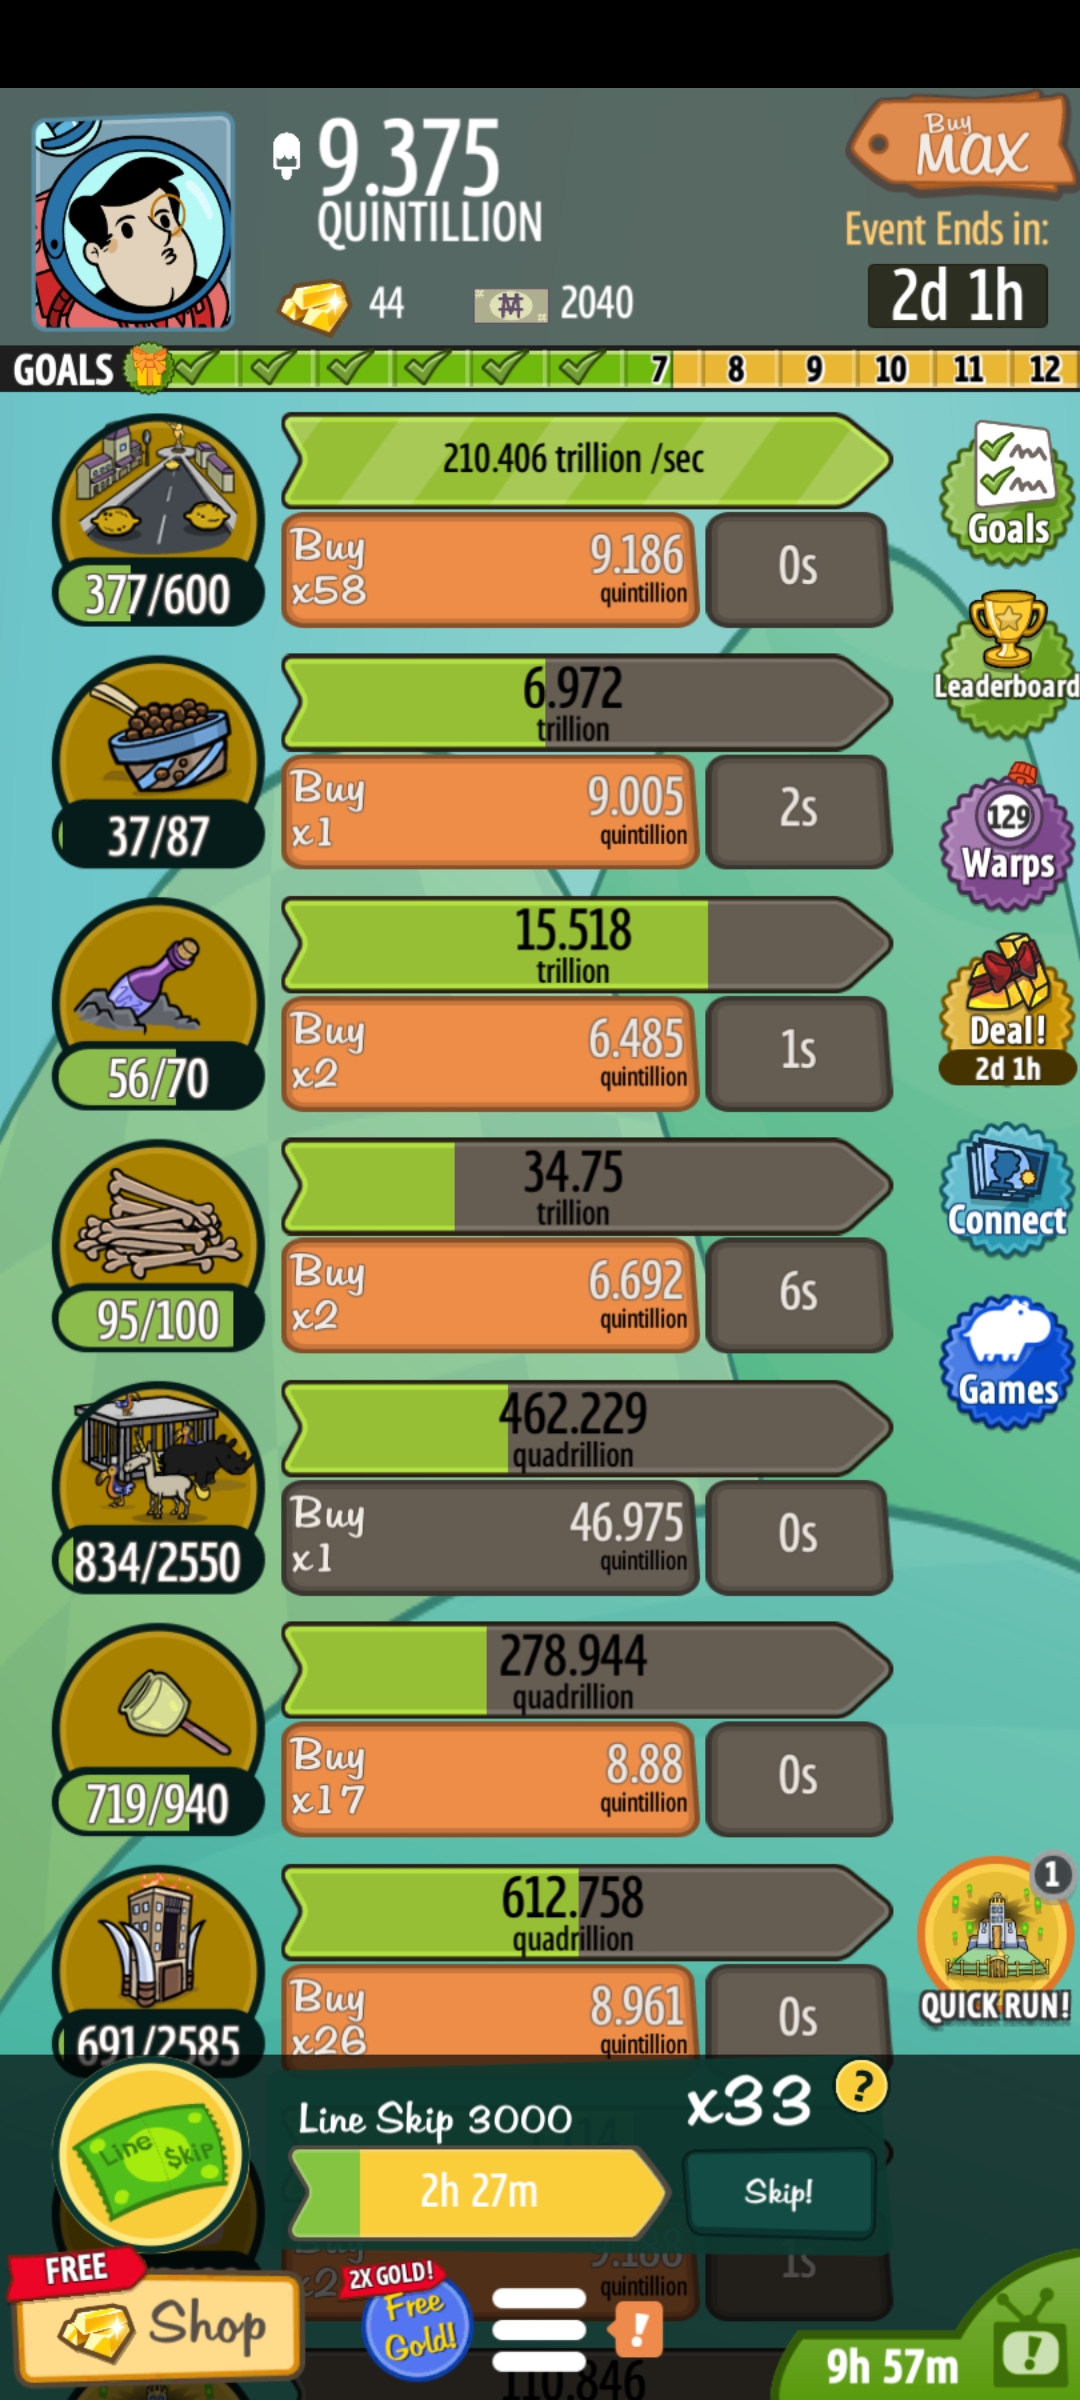 9.375
QUINTILLION
Buy
MAX
Event Ends in:
2d 1h
44
2040
GOALS 7 8 9 10 11 12
210.406 trillion /sec
Buy
x58
9.186
quintillion
0s
377/600
Goals
6.972
trillion
Buy
x1
9.005
quintillion
2s
37/87
Leaderboard
15.518
trillion
Buy
x2
6.485
quintillion
1s
56/70
129
Warps
Deal!
2d 1h
34.75
trillion
Buy
x2
6.692
quintillion
6s
95/100
Connect
Games
462.229
quadrillion
Buy
x1
46.975
quintillion
0s
834/2550
278.944
quadrillion
Buy
x17
8.88
quintillion
0s
719/940
612.758
quadrillion
Buy
x26
8.961
quintillion
0s
691/2585
1
QUICK RUN!
Line Skip
Line Skip 3000
x33
?
2h 27m
Skip!
quintillion
1s
FREE
Shop
2X GOLD!
Free
Gold!
!
9h 57m
!
110.846